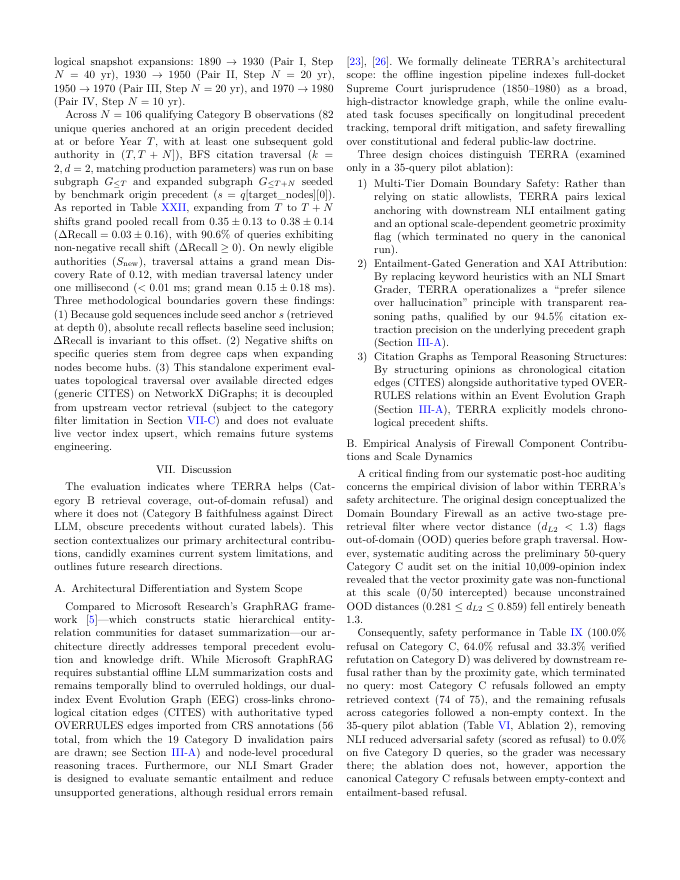 logical snapshot expansions: 1890 → 1930 (Pair I, Step
N = 40 yr), 1930 → 1950 (Pair II, Step N = 20 yr),
1950 → 1970 (Pair III, Step N = 20 yr), and 1970 → 1980
(Pair IV, Step N = 10 yr).
Across N = 106 qualifying Category B observations (82
unique queries anchored at an origin precedent decided
at or before Year T, with at least one subsequent gold
authority in (T, T + N]), BFS citation traversal (k =
2, d = 2, matching production parameters) was run on base
subgraph G≤T and expanded subgraph G≤T+N seeded
by benchmark origin precedent (s = q[target_nodes][0]).
As reported in Table XXII, expanding from T to T + N
shifts grand pooled recall from 0.35 ± 0.13 to 0.38 ± 0.14
(ΔRecall = 0.03 ± 0.16), with 90.6% of queries exhibiting
non-negative recall shift (ΔRecall ≥ 0). On newly eligible
authorities (Snew), traversal attains a grand mean Dis-
covery Rate of 0.12, with median traversal latency under
one millisecond (< 0.01 ms; grand mean 0.15 ± 0.18 ms).
Three methodological boundaries govern these findings:
(1) Because gold sequences include seed anchor s (retrieved
at depth 0), absolute recall reflects baseline seed inclusion;
ΔRecall is invariant to this offset. (2) Negative shifts on
specific queries stem from degree caps when expanding
nodes become hubs. (3) This standalone experiment eval-
uates topological traversal over available directed edges
(generic CITES) on NetworkX DiGraphs; it is decoupled
from upstream vector retrieval (subject to the category
filter limitation in Section VII-C) and does not evaluate
live vector index upsert, which remains future systems
engineering.
VII. Discussion
The evaluation indicates where TERRA helps (Cat-
egory B retrieval coverage, out-of-domain refusal) and
where it does not (Category B faithfulness against Direct
LLM, obscure precedents without curated labels). This
section contextualizes our primary architectural contribu-
tions, candidly examines current system limitations, and
outlines future research directions.
A. Architectural Differentiation and System Scope
Compared to Microsoft Research's GraphRAG frame-
work [5]—which constructs static hierarchical entity-
relation communities for dataset summarization—our ar-
chitecture directly addresses temporal precedent evolu-
tion and knowledge drift. While Microsoft GraphRAG
requires substantial offline LLM summarization costs and
remains temporally blind to overruled holdings, our dual-
index Event Evolution Graph (EEG) cross-links chrono-
logical citation edges (CITES) with authoritative typed
OVERRULES edges imported from CRS annotations (56
total, from which the 19 Category D invalidation pairs
are drawn; see Section III-A) and node-level procedural
reasoning traces. Furthermore, our NLI Smart Grader
is designed to evaluate semantic entailment and reduce
unsupported generations, although residual errors remain
[23], [26]. We formally delineate TERRA's architectural
scope: the offline ingestion pipeline indexes full-docket
Supreme Court jurisprudence (1850–1980) as a broad,
high-distractor knowledge graph, while the online evalu-
ated task focuses specifically on longitudinal precedent
tracking, temporal drift mitigation, and safety firewalling
over constitutional and federal public-law doctrine.
Three design choices distinguish TERRA (examined
only in a 35-query pilot ablation):
1) Multi-Tier Domain Boundary Safety: Rather than
relying on static allowlists, TERRA pairs lexical
anchoring with downstream NLI entailment gating
and an optional scale-dependent geometric proximity
flag (which terminated no query in the canonical
run).
2) Entailment-Gated Generation and XAI Attribution:
By replacing keyword heuristics with an NLI Smart
Grader, TERRA operationalizes a “prefer silence
over hallucination” principle with transparent rea-
soning paths, qualified by our 94.5% citation ex-
traction precision on the underlying precedent graph
(Section III-A).
3) Citation Graphs as Temporal Reasoning Structures:
By structuring opinions as chronological citation
edges (CITES) alongside authoritative typed OVER-
RULES relations within an Event Evolution Graph
(Section III-A), TERRA explicitly models chrono-
logical precedent shifts.
B. Empirical Analysis of Firewall Component Contribu-
tions and Scale Dynamics
A critical finding from our systematic post-hoc auditing
concerns the empirical division of labor within TERRA's
safety architecture. The original design conceptualized the
Domain Boundary Firewall as an active two-stage pre-
retrieval filter where vector distance (dL2 < 1.3) flags
out-of-domain (OOD) queries before graph traversal. How-
ever, systematic auditing across the preliminary 50-query
Category C audit set on the initial 10,009-opinion index
revealed that the vector proximity gate was non-functional
at this scale (0/50 intercepted) because unconstrained
OOD distances (0.281 ≤ dL2 ≤ 0.859) fell entirely beneath
1.3.
Consequently, safety performance in Table IX (100.0%
refusal on Category C, 64.0% refusal and 33.3% verified
refutation on Category D) was delivered by downstream re-
fusal rather than by the proximity gate, which terminated
no query: most Category C refusals followed an empty
retrieved context (74 of 75), and the remaining refusals
across categories followed a non-empty context. In the
35-query pilot ablation (Table VI, Ablation 2), removing
NLI reduced adversarial safety (scored as refusal) to 0.0%
on five Category D queries, so the grader was necessary
there; the ablation does not, however, apportion the
canonical Category C refusals between empty-context and
entailment-based refusal.